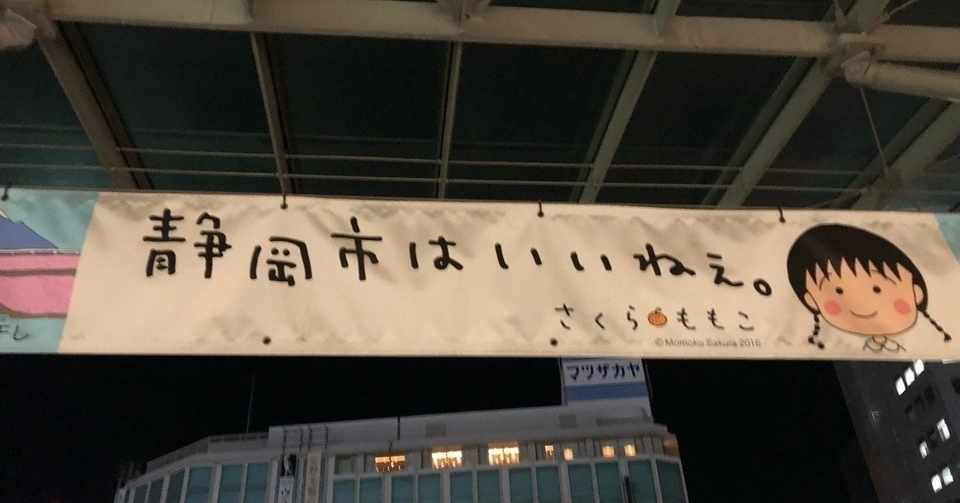 静岡市はいいねぇ。
さくらももこ
©Momoko Sakura 2016
マツザカヤ